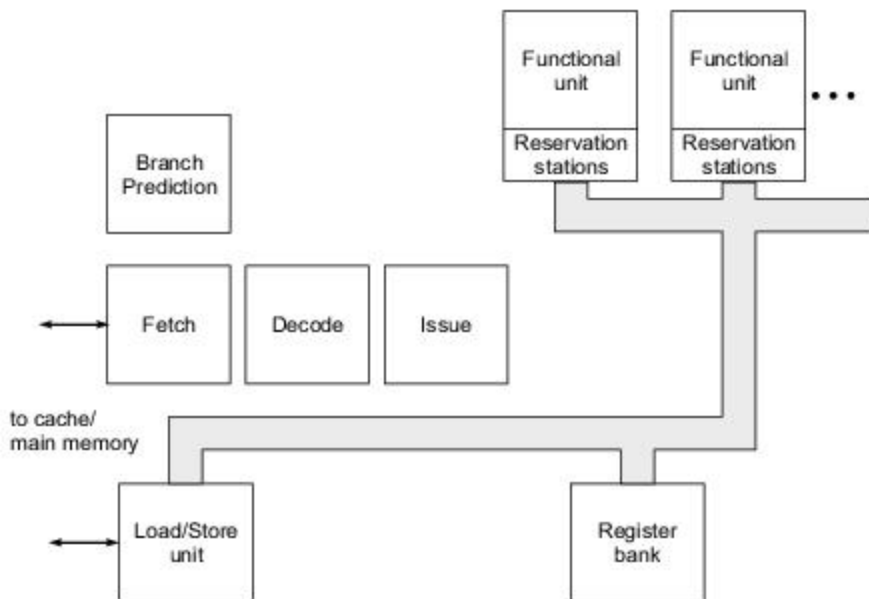 Functional
unit
Functional
unit
Reservation
stations
Reservation
stations
Branch
Prediction
Fetch
Decode
Issue
to cache/
main memory
Load/Store
unit
Register
bank